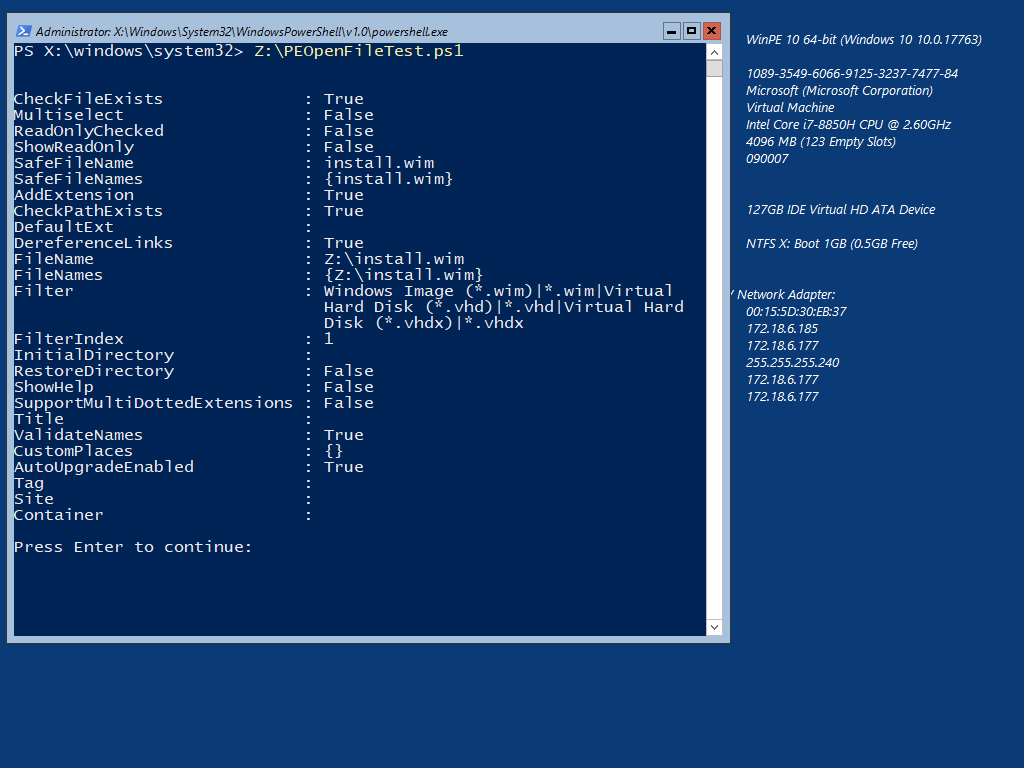 Administrator: X:\Windows\System32\WindowsPowerShell\v1.0\powershell.exe
PS X:\windows\system32> Z:\PEOpenFileTest.ps1
CheckFileExists : True
Multiselect : False
ReadOnlyChecked : False
ShowReadOnly : False
SafeFileName : install.wim
SafeFileNames : {install.wim}
AddExtension : True
CheckPathExists : True
DefaultExt :
DereferenceLinks : True
FileName : Z:\install.wim
FileNames : {Z:\install.wim}
Filter : Windows Image (*.wim)|*.wim|Virtual
Hard Disk (*.vhd)|*.vhd|Virtual Hard
Disk (*.vhdx)|*.vhdx
FilterIndex : 1
InitialDirectory :
RestoreDirectory : False
ShowHelp : False
SupportMultiDottedExtensions : False
Title :
ValidateNames : True
CustomPlaces : {}
AutoUpgradeEnabled : True
Tag :
Site :
Container :
Press Enter to continue:
WinPE 10 64-bit (Windows 10 10.0.17763)
1089-3549-6066-9125-3237-7477-84
Microsoft (Microsoft Corporation)
Virtual Machine
Intel Core i7-8850H CPU @ 2.60GHz
4096 MB (123 Empty Slots)
090007
127GB IDE Virtual HD ATA Device
NTFS X: Boot 1GB (0.5GB Free)
Network Adapter:
00:15:5D:30:EB:37
172.18.6.185
172.18.6.177
255.255.255.240
172.18.6.177
172.18.6.177